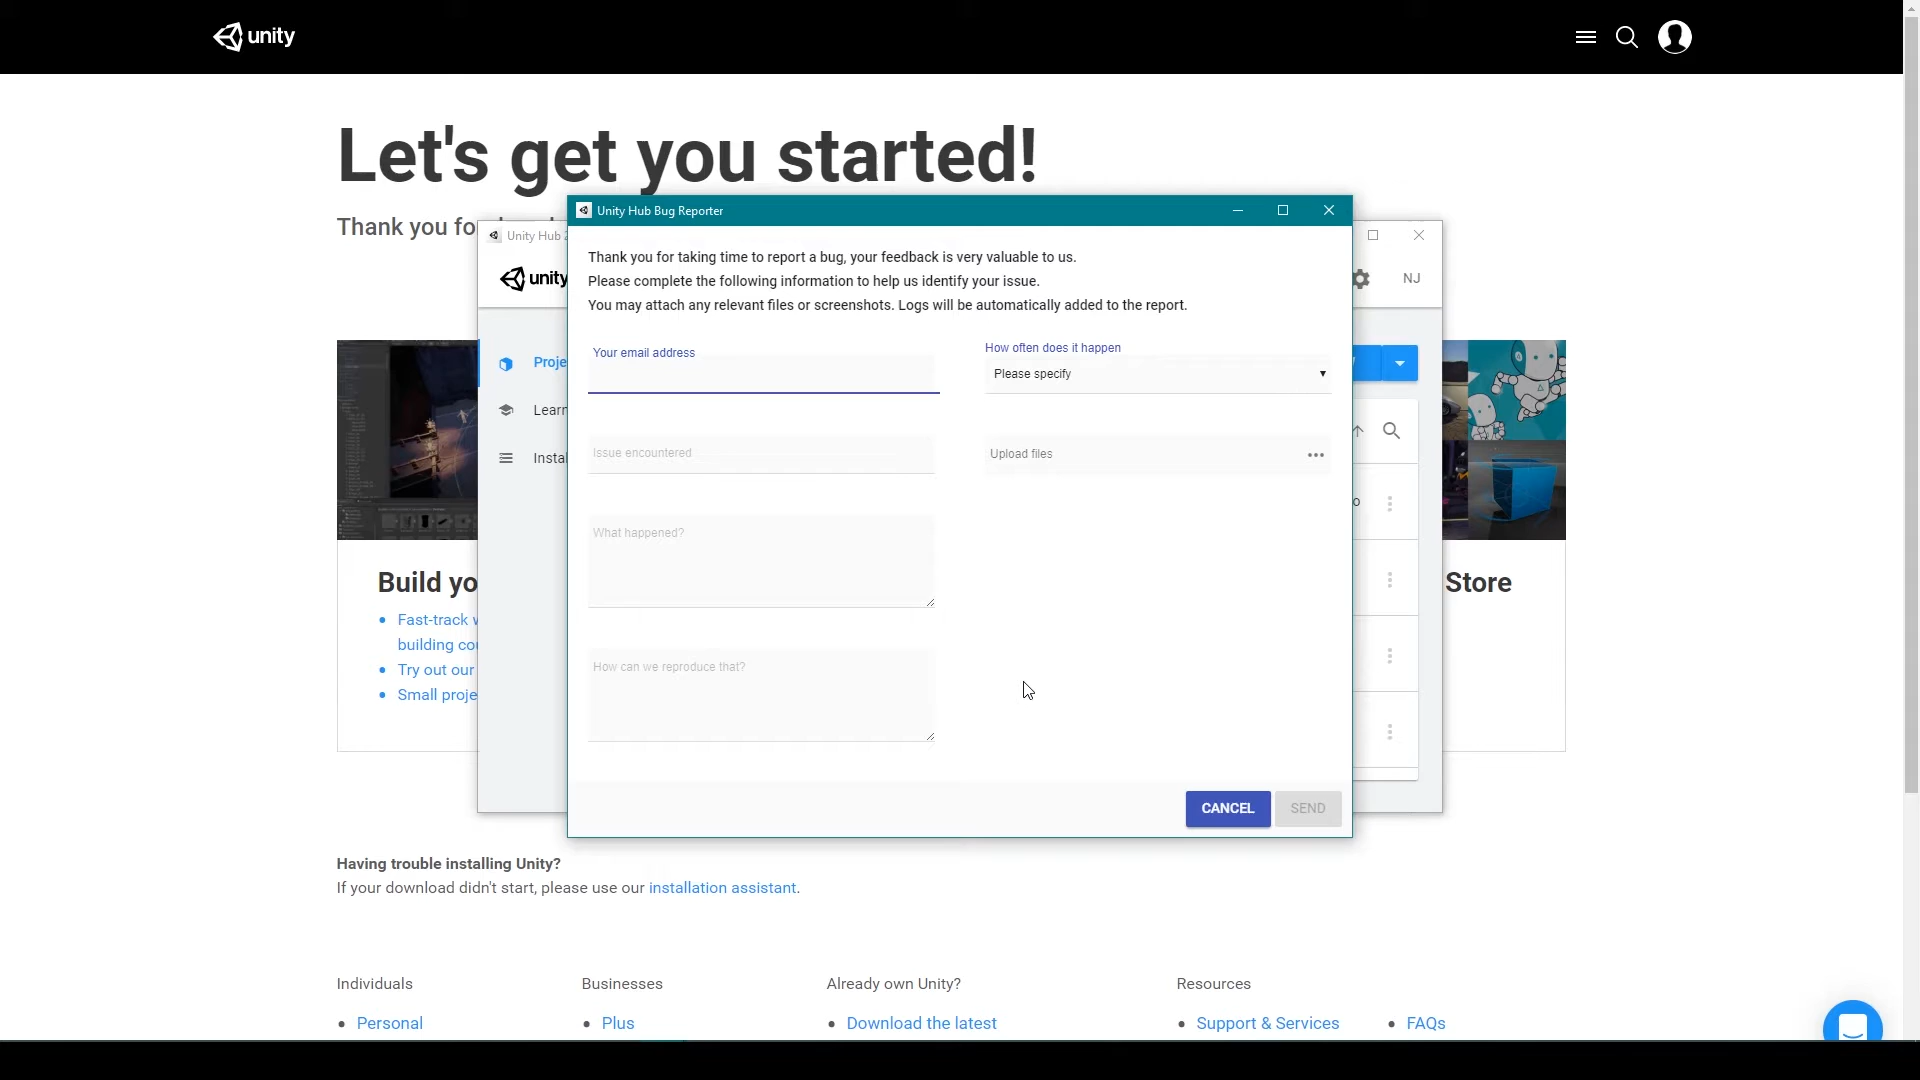 unity
Let's get you started!
Thank you fo
Unity Hub 2
unity
NJ
Proje
Learn
Instal
Unity Hub Bug Reporter
Thank you for taking time to report a bug, your feedback is very valuable to us.
Please complete the following information to help us identify your issue.
You may attach any relevant files or screenshots. Logs will be automatically added to the report.
Your email address
How often does it happen
Please specify
Issue encountered
Upload files
What happened?
How can we reproduce that?
CANCEL
SEND
o
Build yo
Fast-track w
building cou
Try out our
Small proje
Store
Having trouble installing Unity?
If your download didn't start, please use our installation assistant.
Individuals
Personal
Businesses
Plus
Already own Unity?
Download the latest
Resources
Support & Services
FAQs